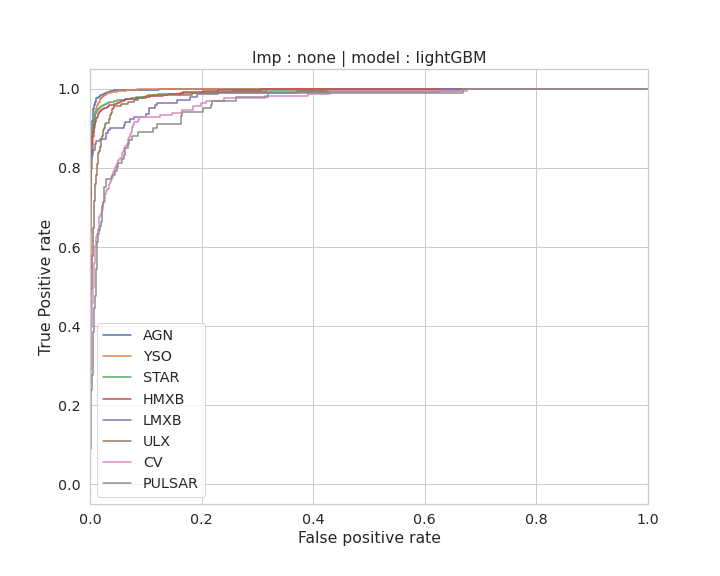 Imp : none | model : lightGBM
True Positive rate
1.0
0.8
0.6
0.4
0.2
0.0
AGN
YSO
STAR
HMXB
LMXB
ULX
CV
PULSAR
0.0 0.2 0.4 0.6 0.8 1.0
False positive rate